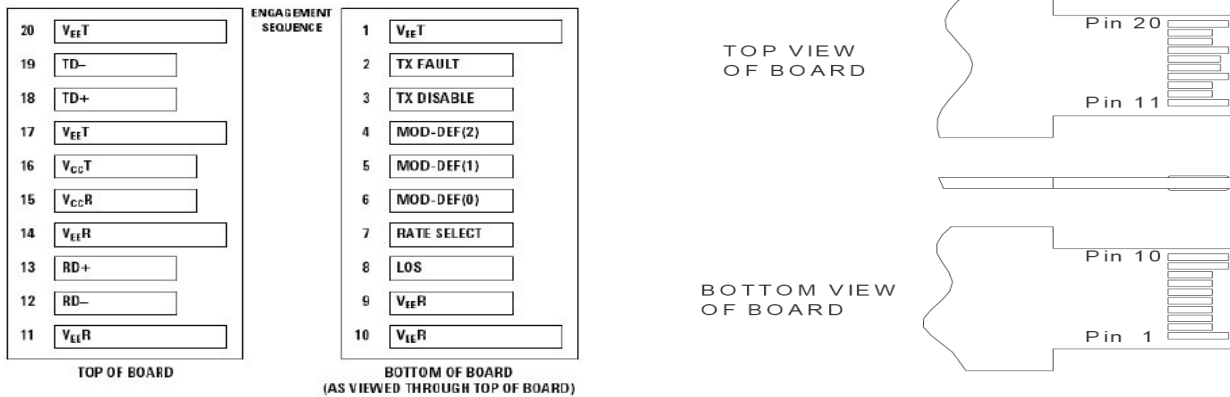 ENGAGEMENT
SEQUENCE
20 VEET
19 TD–
18 TD+
17 VEET
16 VCCT
15 VCCR
14 VEER
13 RD+
12 RD–
11 VEER
TOP OF BOARD
1 VEET
2 TX FAULT
3 TX DISABLE
4 MOD-DEF(2)
5 MOD-DEF(1)
6 MOD-DEF(0)
7 RATE SELECT
8 LOS
9 VEER
10 VEER
BOTTOM OF BOARD
(AS VIEWED THROUGH TOP OF BOARD)
TOP VIEW
OF BOARD
Pin 20
Pin 11
BOTTOM VIEW
OF BOARD
Pin 10
Pin 1